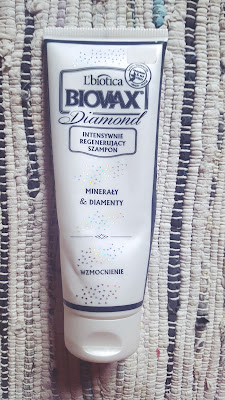 L'biotica
BIOVAX
Diamond
INTENSYWNIE
REGENERUJĄCY
SZAMPON
MINERAŁY
& DIAMENTY
WZMOCNIENIE